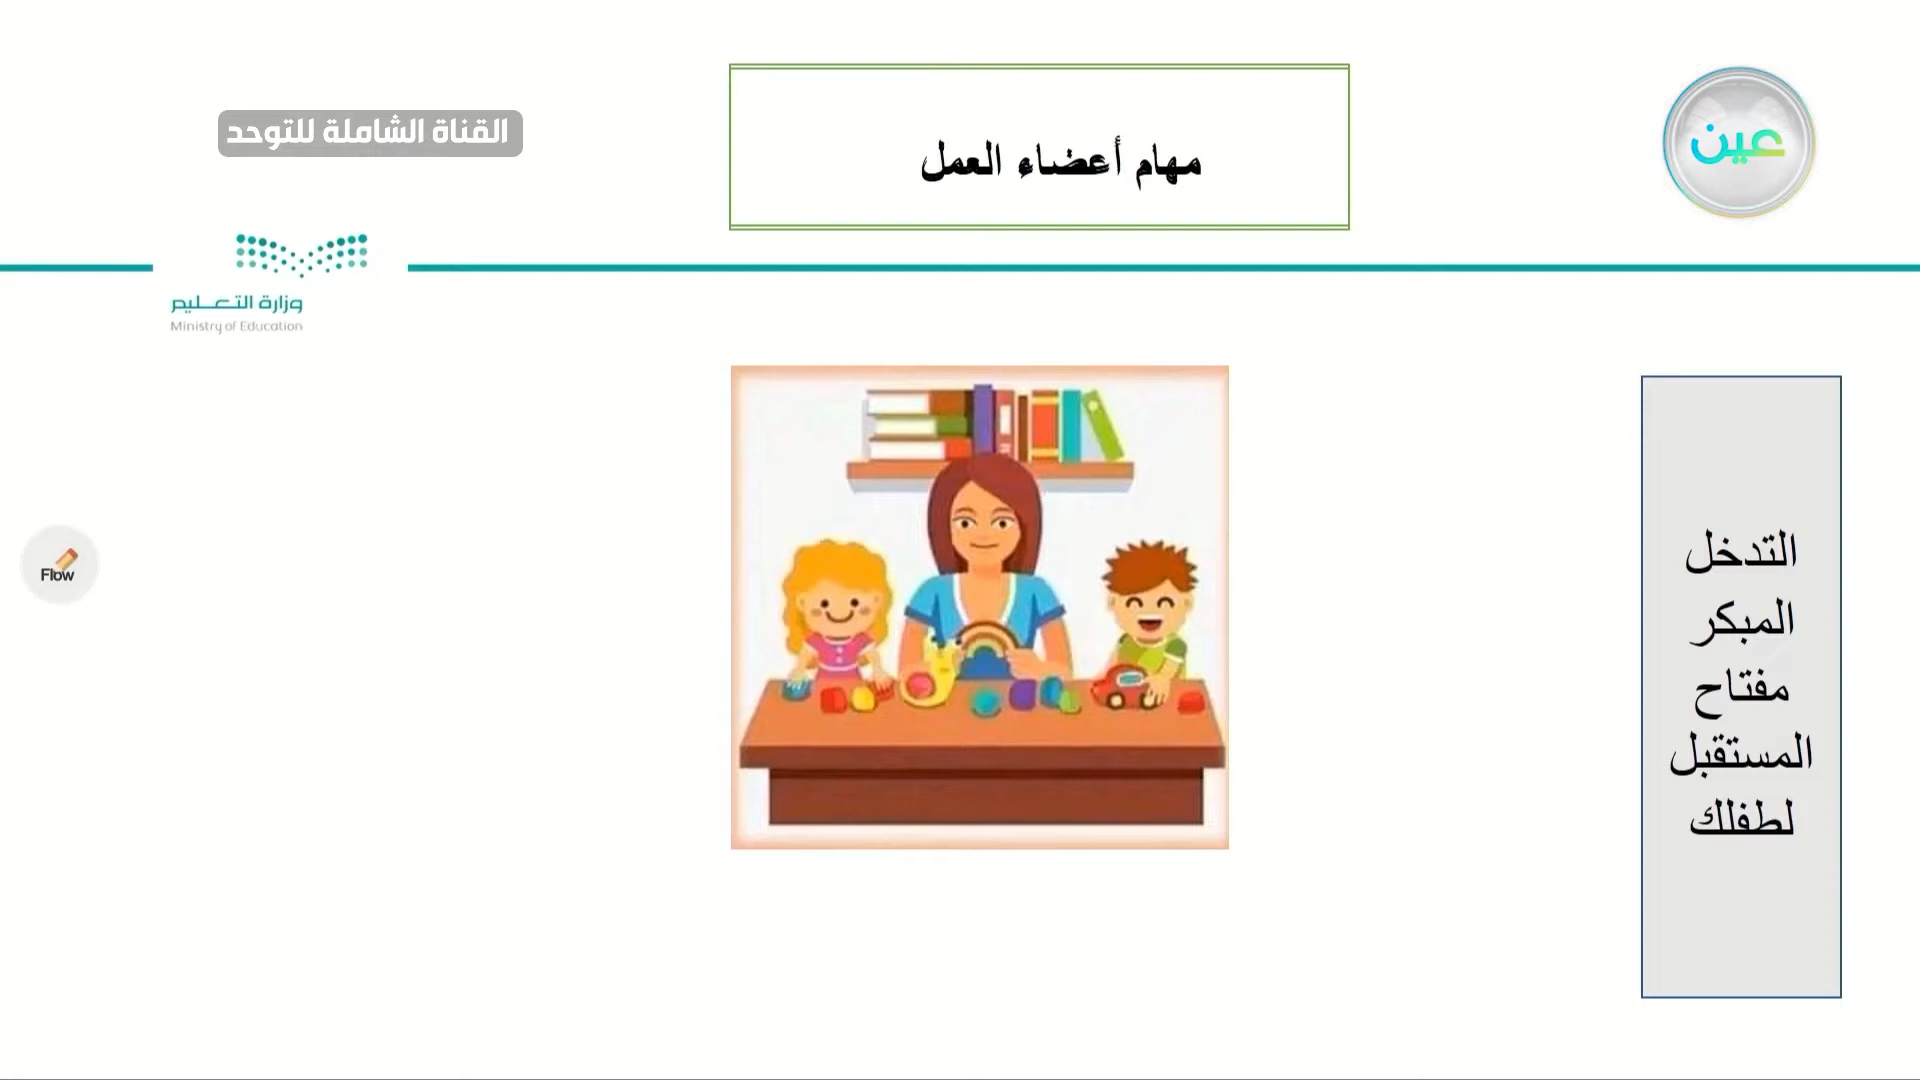 القناة الشاملة للتوحد
مهام أعضاء العمل
عين
وزارة التعليم
Ministry of Education
Flow
التدخل
المبكر
مفتاح
المستقبل
لطفلك